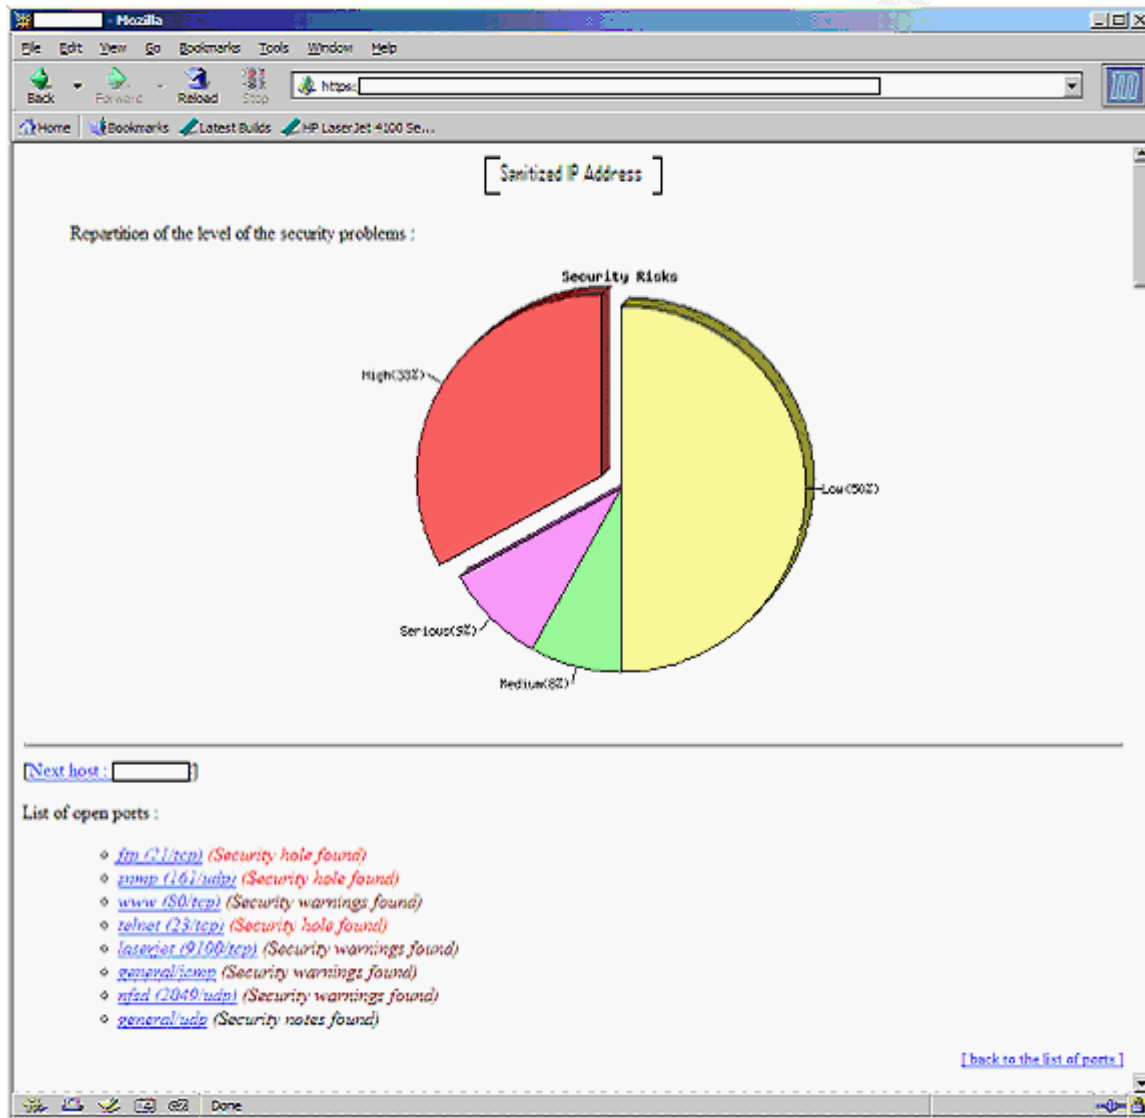 - Mozilla
File Edit View Go Bookmarks Tools Window Help
Back Forward Reload Stop https:
Home Bookmarks Latest Builds HP LaserJet 4100 Se...
Sanitized IP Address
Repartition of the level of the security problems :
Security Risks
High(33%)
Low(50%)
Serious(9%)
Medium(8%)
[Next host : ]
List of open ports :
ftp (21/tcp) (Security hole found)
snmp (161/udp) (Security hole found)
www (80/tcp) (Security warnings found)
telnet (23/tcp) (Security hole found)
laserjet (9100/tcp) (Security warnings found)
general/icmp (Security warnings found)
nfsd (2049/udp) (Security warnings found)
general/udp (Security notes found)
[ back to the list of ports ]
Done